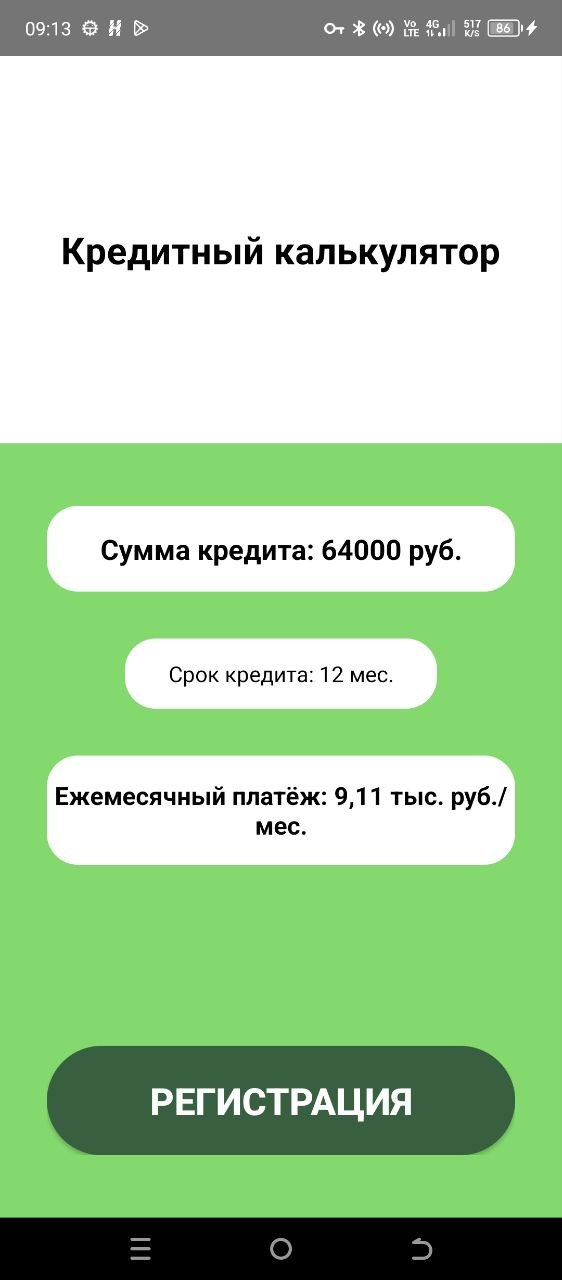 09:13
Vo LTE 4G 517 K/S 86
Кредитный калькулятор
Сумма кредита: 64000 руб.
Срок кредита: 12 мес.
Ежемесячный платёж: 9,11 тыс. руб./
мес.
РЕГИСТРАЦИЯ